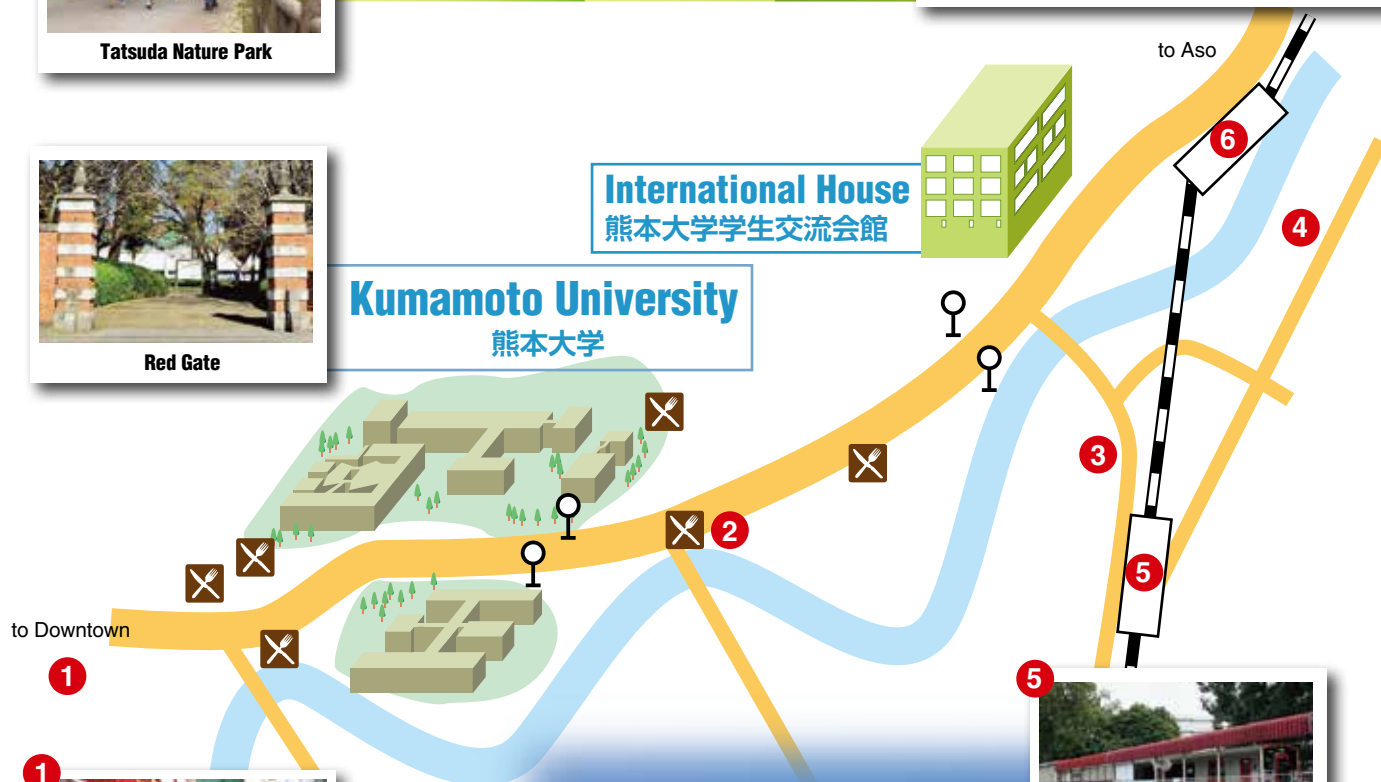 Tatsuda Nature Park
to Aso
6
International House
熊本大学学生交流会館
4
Kumamoto University
熊本大学
Red Gate
3
2
5
to Downtown
1
5
1